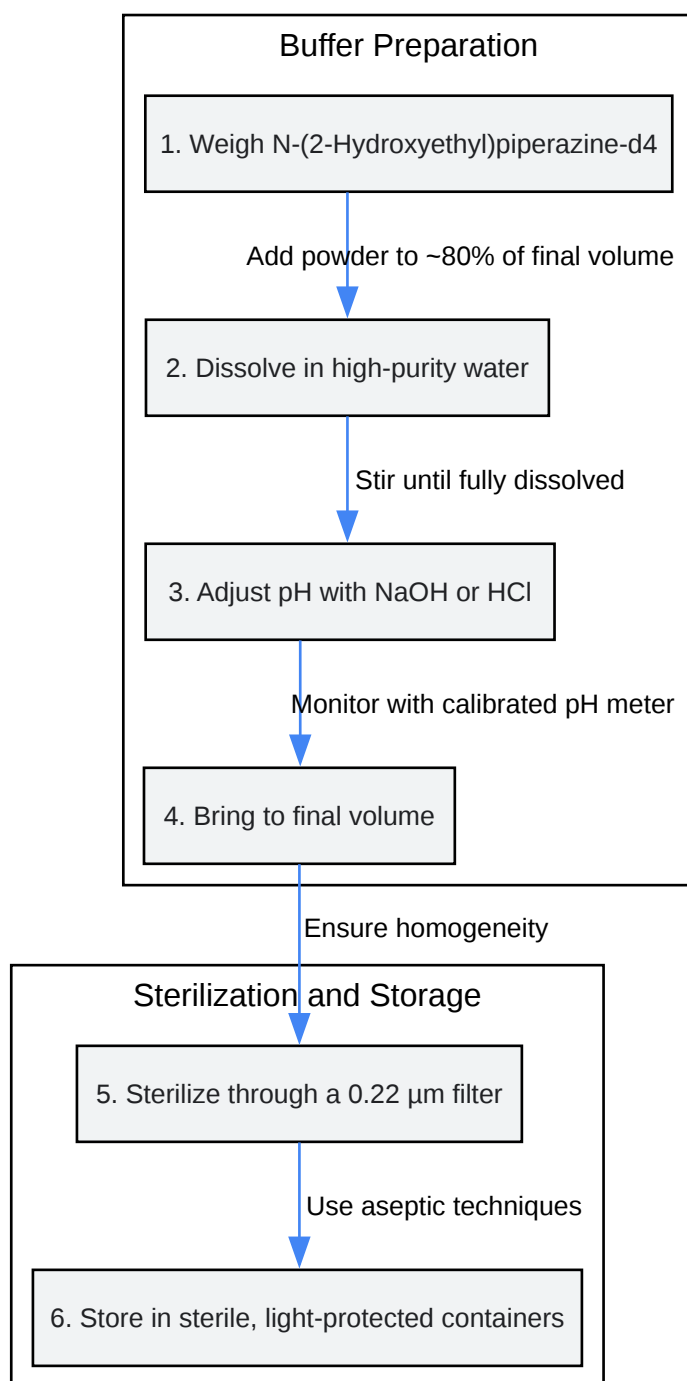 Buffer Preparation
1. Weigh N-(2-Hydroxyethyl)piperazine-d4
Add powder to ~80% of final volume
2. Dissolve in high-purity water
Stir until fully dissolved
3. Adjust pH with NaOH or HCl
Monitor with calibrated pH meter
4. Bring to final volume
Ensure homogeneity
Sterilization and Storage
5. Sterilize through a 0.22 µm filter
Use aseptic techniques
6. Store in sterile, light-protected containers